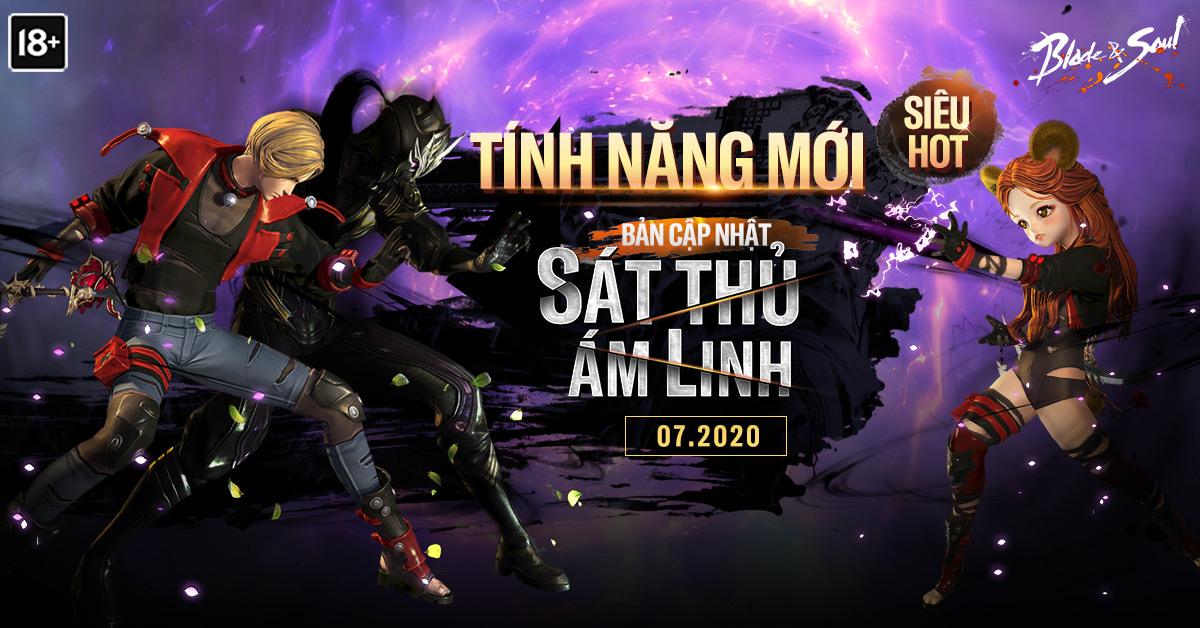 18+
Blade & Soul
SIÊU
HOT
TÍNH NĂNG MỚI
BẢN CẬP NHẬT
SÁT THỦ
ÁM LINH
07.2020